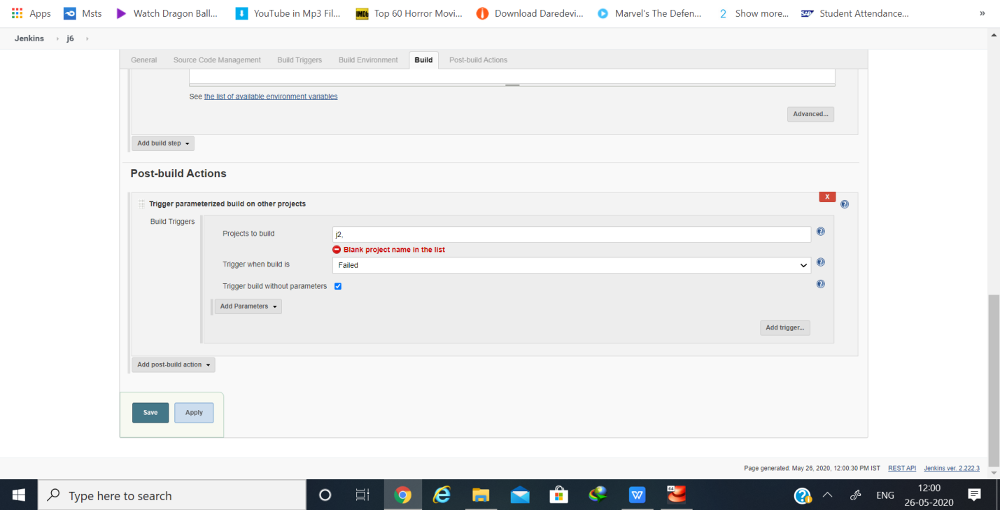 Apps Msts Watch Dragon Ball... YouTube in Mp3 Fil... IMDb Top 60 Horror Movi... Download Daredevi... Marvel's The Defen... 2 Show more... SAP Student Attendance... »
Jenkins j6
General Source Code Management Build Triggers Build Environment Build Post-build Actions
See the list of available environment variables
Advanced...
Add build step
Post-build Actions
X
Trigger parameterized build on other projects
Build Triggers
Projects to build j2,
Blank project name in the list
Trigger when build is Failed
Trigger build without parameters
Add Parameters
Add trigger...
Add post-build action
Save Apply
Page generated: May 26, 2020, 12:00:30 PM IST REST API Jenkins ver. 2.222.3
Type here to search
64
W
ENG
12:00
26-05-2020